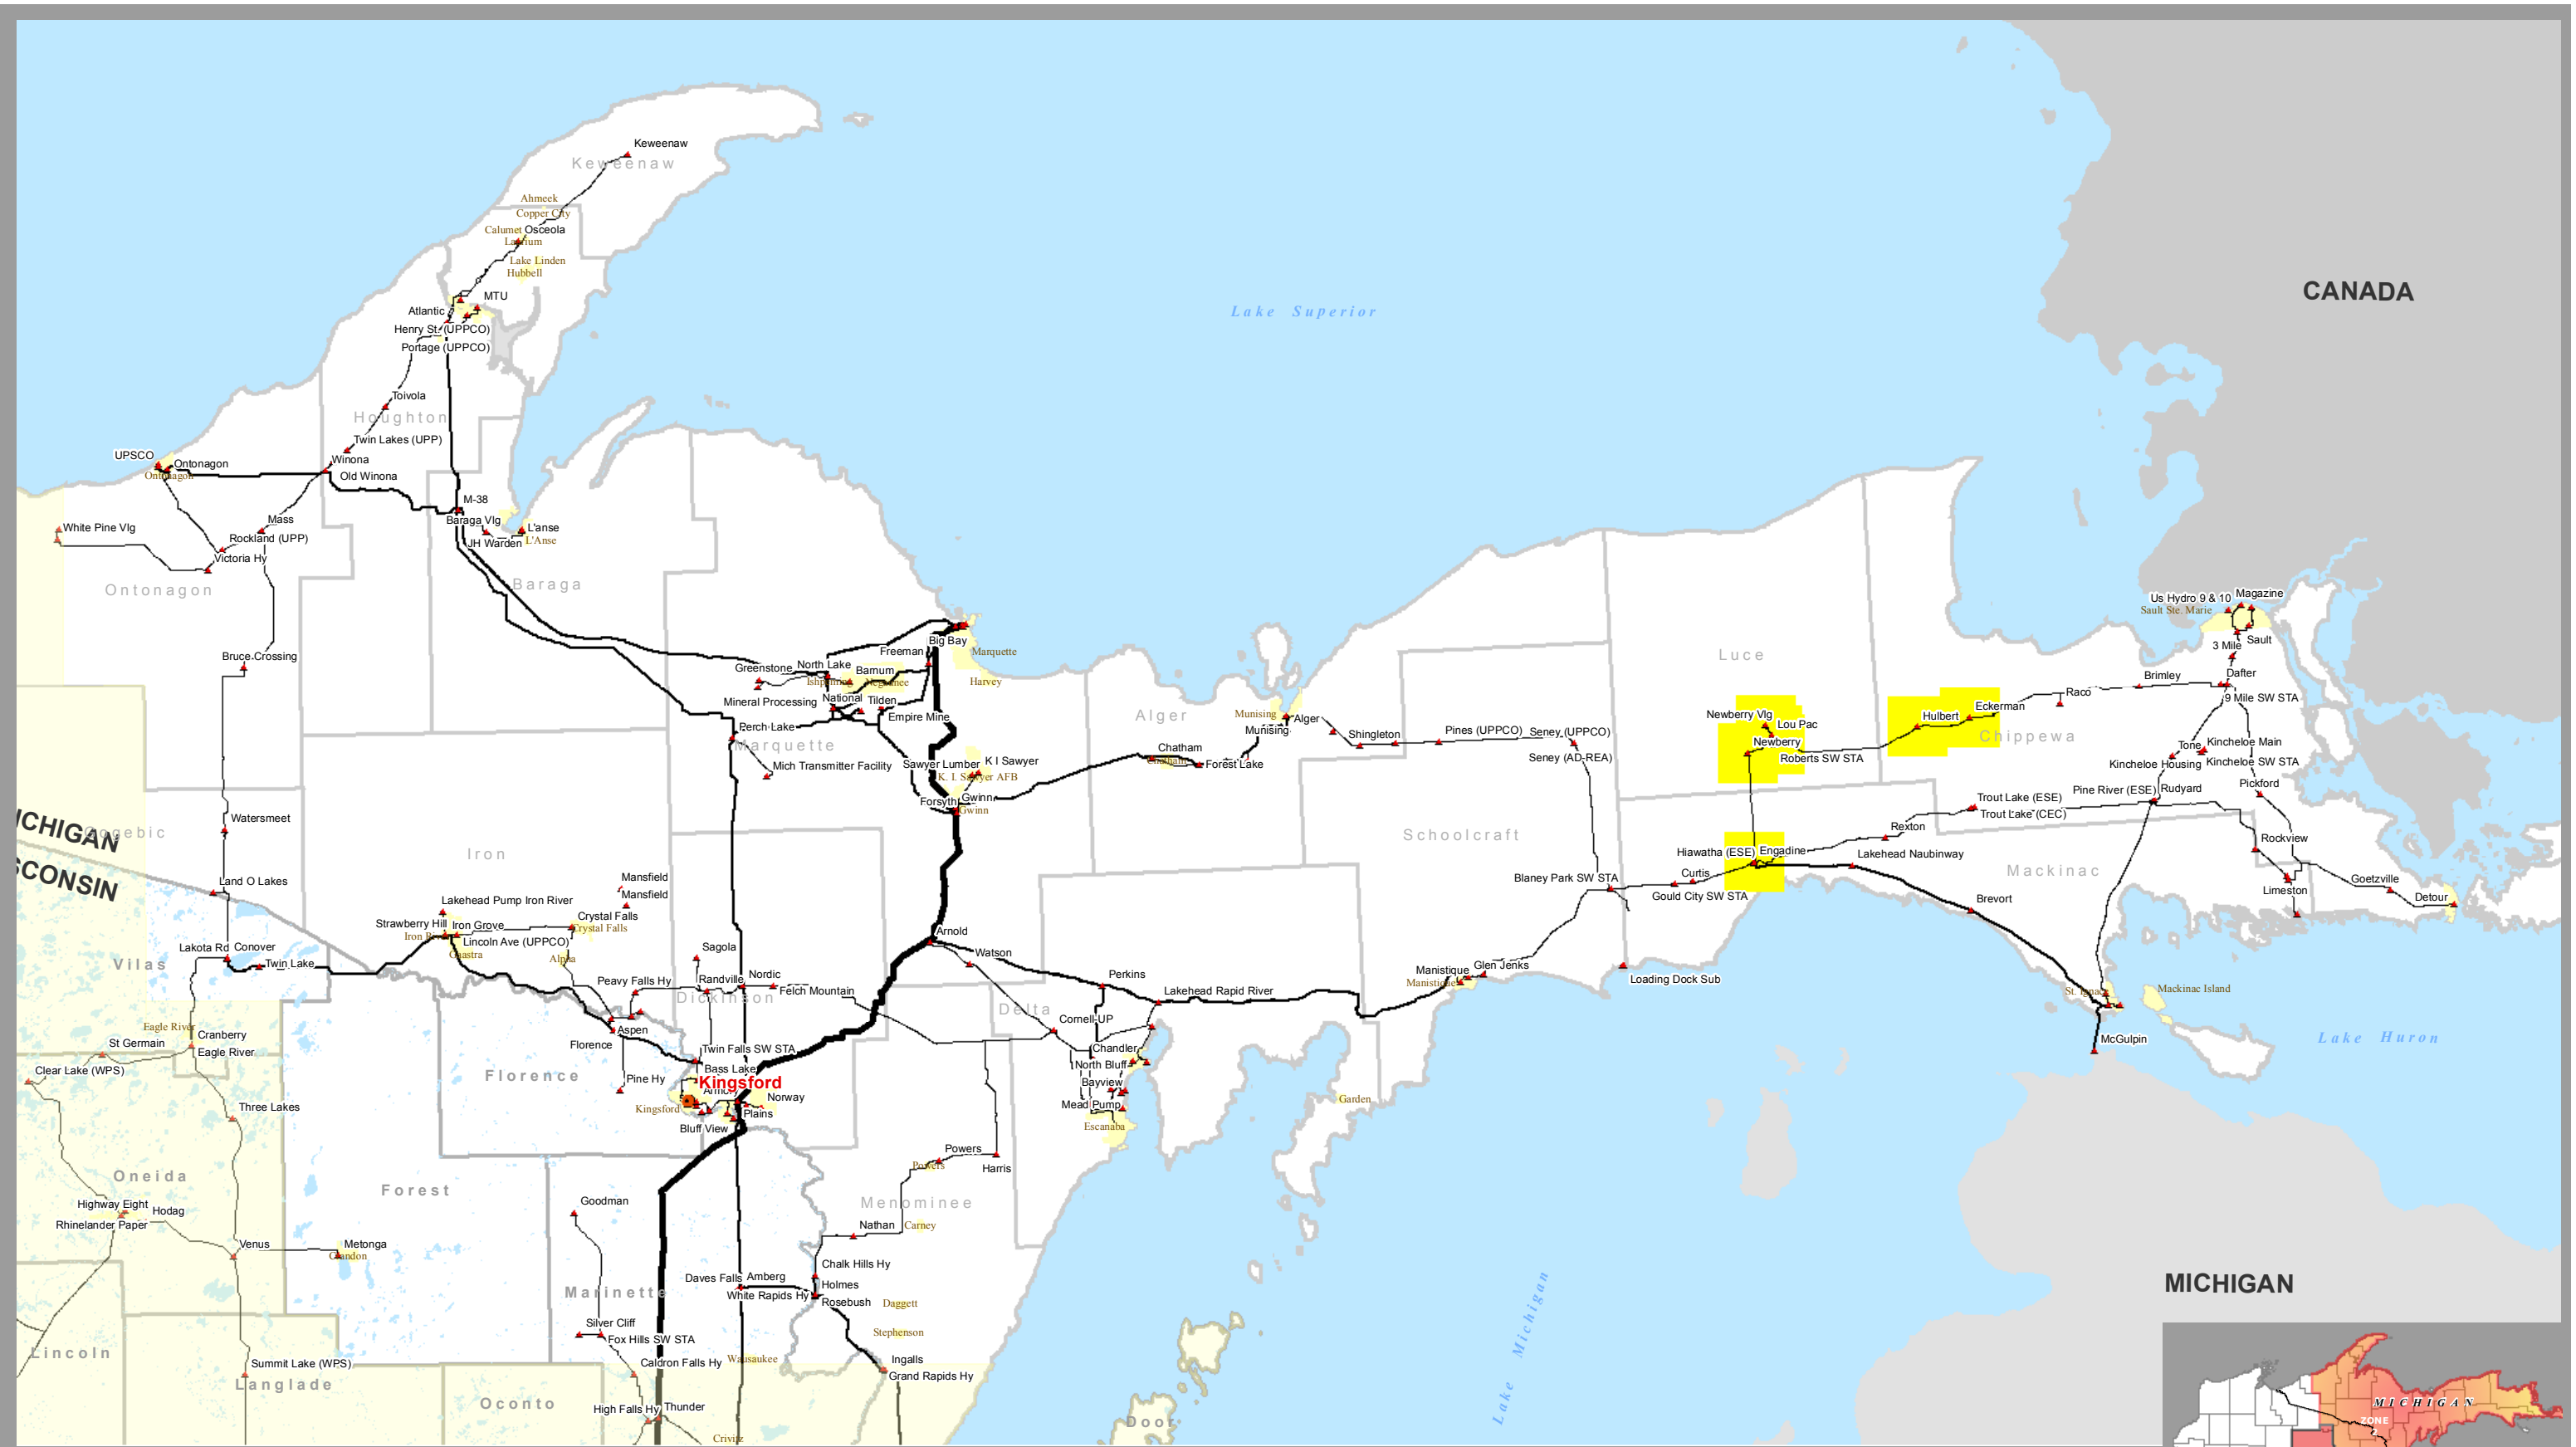 Keweenaw
Keweenaw
Ahmeek
Copper City
Calumet
Osceola
Laurium
Lake Linden
Hubbell
MTU
Atlantic
Henry St. (UPPCO)
Portage (UPPCO)
Lake Superior
CANADA
Toivola
Houghton
Twin Lakes (UPP)
Winona
Old Winona
UPSCO
Ontonagon
Ontonagon
M-38
Baraga Vlg
L'anse
L'Anse
JH Warden
White Pine Vlg
Mass
Rockland (UPP)
Victoria Hy
Ontonagon
Baraga
Bruce Crossing
Big Bay
Freeman
Marquette
Greenstone
North Lake
Barnum
Ishpeming
Negaunee
Harvey
Mineral Processing
National
Tilden
Empire Mine
Perch Lake
Marquette
Mich Transmitter Facility
Sawyer Lumber
K I Sawyer
K. I. Sawyer AFB
Forsyth
Gwinn
Gwinn
Alger
Munising
Alger
Munising
Chatham
Chatham
Forest Lake
Shingleton
Pines (UPPCO)
Seney (UPPCO)
Seney (AD-REA)
Luce
Newberry Vlg
Lou Pac
Newberry
Roberts SW STA
Hulbert
Eckerman
Chippewa
Raco
Brimley
Us Hydro 9 & 10
Magazine
Sault Ste. Marie
Sault
3 Mile
Dafter
9 Mile SW STA
Tone
Kincheloe Main
Kincheloe Housing
Kincheloe SW STA
Pickford
Pine River (ESE)
Rudyard
Trout Lake (ESE)
Trout Lake (CEC)
Rexton
Rockview
Limeston
Goetzville
Detour
Mackinac
Hiawatha (ESE)
Engadine
Lakehead Naubinway
Curtis
Gould City SW STA
Blaney Park SW STA
Schoolcraft
Brevort
St. Ignace
Mackinac Island
McGulpin
Lake Huron
Loading Dock Sub
Manistique
Glen Jenks
Manistique
MICHIGAN
Gogebic
WISCONSIN
Watersmeet
Iron
Land O Lakes
Lakehead Pump Iron River
Mansfield
Mansfield
Strawberry Hill
Iron Grove
Crystal Falls
Crystal Falls
Iron River
Lincoln Ave (UPPCO)
Gaastra
Alpha
Lakota Rd
Conover
Twin Lake
Vilas
Sagola
Peavy Falls Hy
Randville
Nordic
Felch Mountain
Dickinson
Arnold
Watson
Perkins
Lakehead Rapid River
Delta
Cornell-UP
Chandler
North Bluff
Bayview
Mead Pump
Escanaba
Garden
Aspen
Florence
Twin Falls SW STA
Bass Lake
Kingsford
Kingsford
Norway
Plains
Bluff View
Pine Hy
Florence
Eagle River
Cranberry
Eagle River
St Germain
Clear Lake (WPS)
Three Lakes
Oneida
Forest
Highway Eight
Hodag
Rhinelander Paper
Venus
Metonga
Crandon
Goodman
Powers
Powers
Harris
Menominee
Nathan
Carney
Chalk Hills Hy
Holmes
Rosebush
Daves Falls
Amberg
White Rapids Hy
Marinette
Daggett
Stephenson
Silver Cliff
Fox Hills SW STA
Caldron Falls Hy
Wausaukee
Ingalls
Grand Rapids Hy
Lincoln
Summit Lake (WPS)
Langlade
Oconto
High Falls Hy
Thunder
Crivitz
Door
Lake Michigan
MICHIGAN
MICHIGAN
ZONE